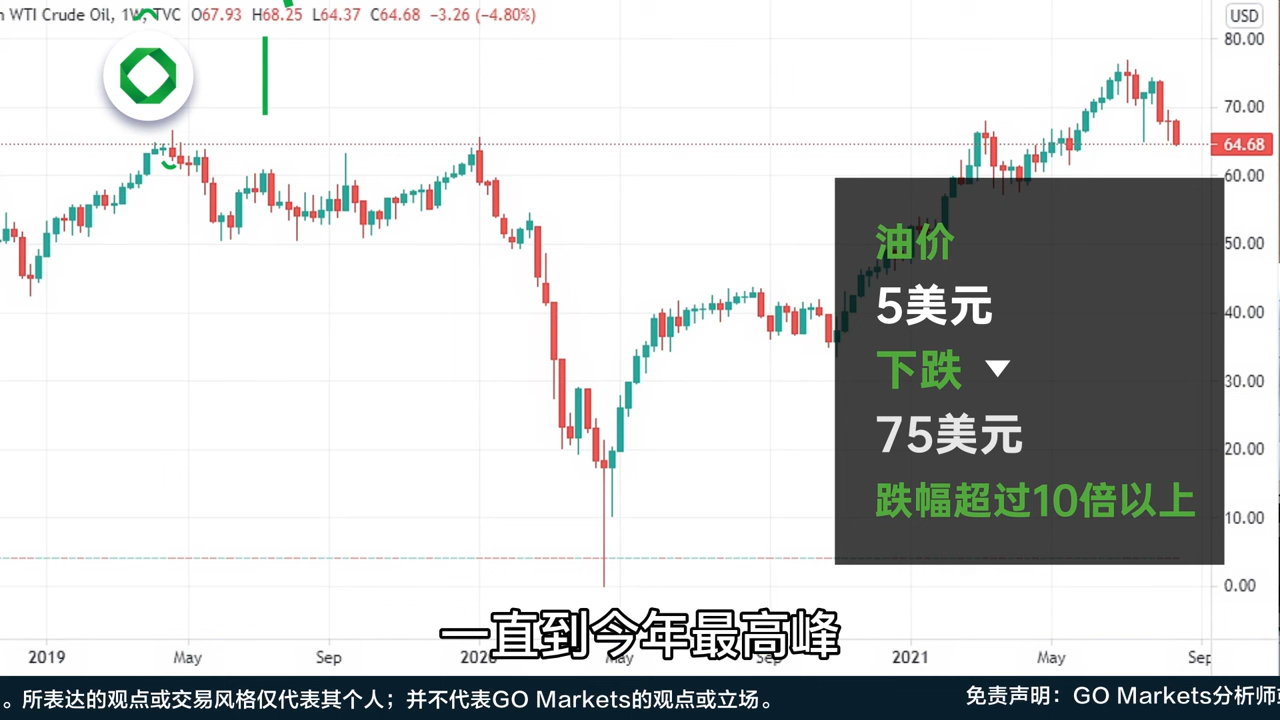 n WTI Crude Oil, 1W, TVC O67.93 H68.25 L64.37 C64.68 −3.26 (−4.80%)
USD
80.00
70.00
64.68
60.00
50.00
40.00
30.00
20.00
10.00
0.00
油价
5美元
下跌
75美元
跌幅超过10倍以上
一直到今年最高峰
2019 May Sep 2020 May Sep 2021 May Sep
。所表达的观点或交易风格仅代表其个人；并不代表GO Markets的观点或立场。 免责声明：GO Markets分析师